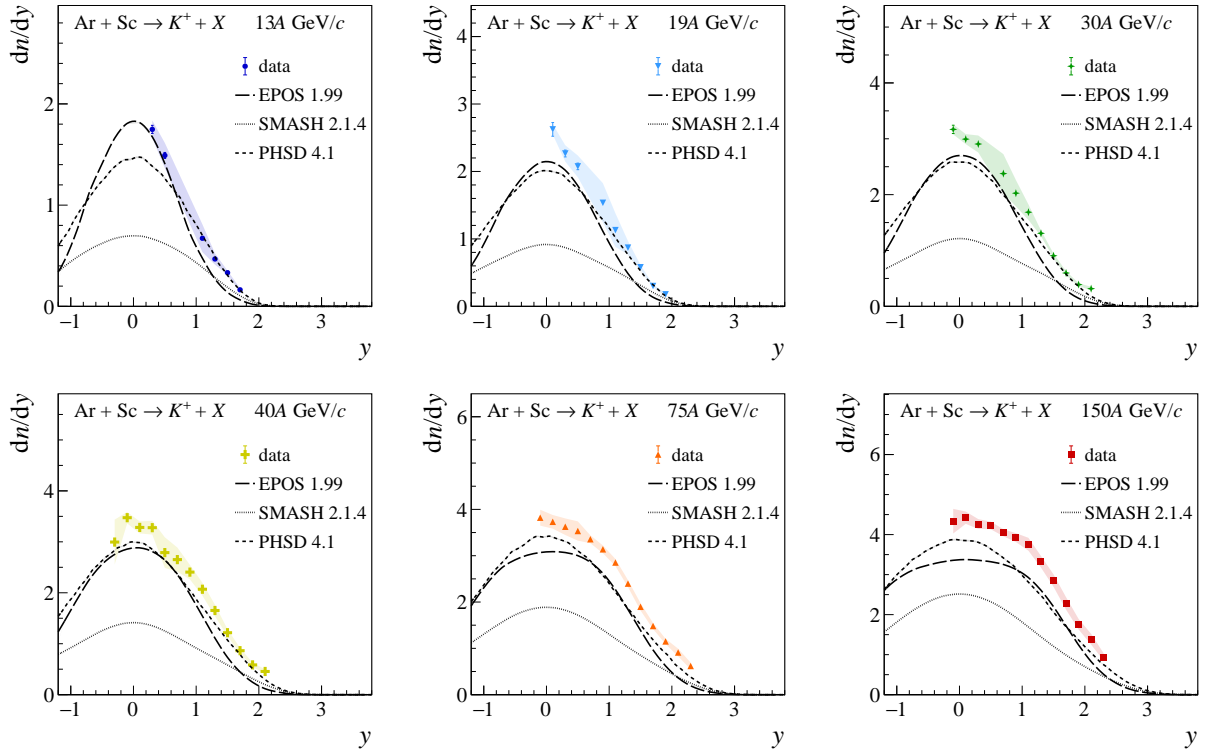 Ar + Sc → K⁺ + X 13A GeV/c
dn/dy
data
EPOS 1.99
SMASH 2.1.4
PHSD 4.1
0 1 2
−1 0 1 2 3
y
Ar + Sc → K⁺ + X 19A GeV/c
dn/dy
data
EPOS 1.99
SMASH 2.1.4
PHSD 4.1
0 1 2 3 4
−1 0 1 2 3
y
Ar + Sc → K⁺ + X 30A GeV/c
dn/dy
data
EPOS 1.99
SMASH 2.1.4
PHSD 4.1
0 2 4
−1 0 1 2 3
y
Ar + Sc → K⁺ + X 40A GeV/c
dn/dy
data
EPOS 1.99
SMASH 2.1.4
PHSD 4.1
0 2 4
−1 0 1 2 3
y
Ar + Sc → K⁺ + X 75A GeV/c
dn/dy
data
EPOS 1.99
SMASH 2.1.4
PHSD 4.1
0 2 4 6
−1 0 1 2 3
y
Ar + Sc → K⁺ + X 150A GeV/c
dn/dy
data
EPOS 1.99
SMASH 2.1.4
PHSD 4.1
0 2 4 6
−1 0 1 2 3
y